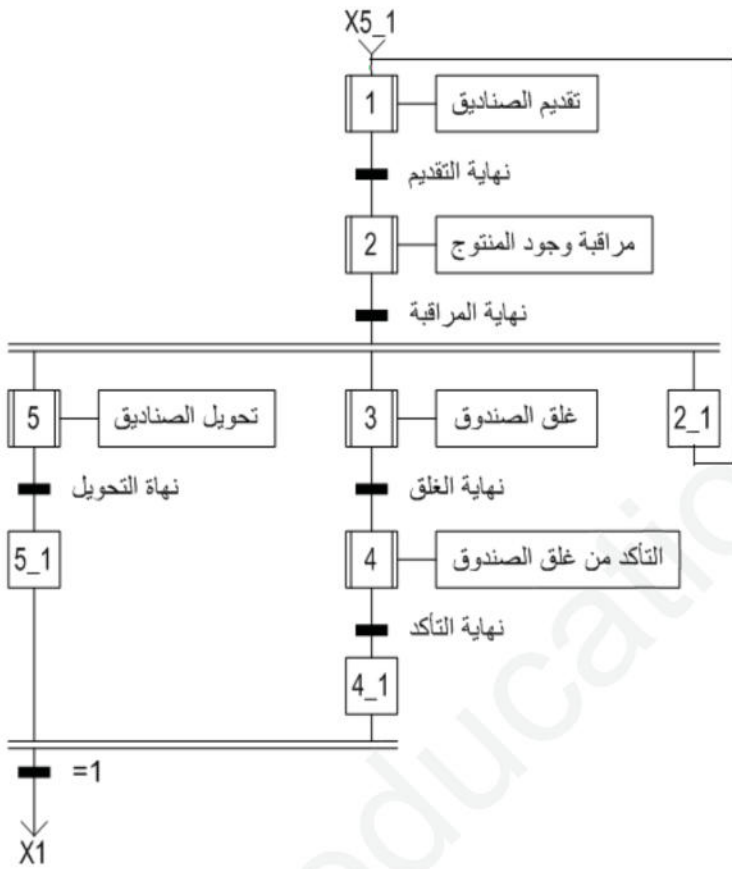 X5_1
1
تقديم الصناديق
نهاية التقديم
2
مراقبة وجود المنتوج
نهاية المراقبة
5
تحويل الصناديق
3
غلق الصندوق
2_1
نهاة التحويل
نهاية الغلق
5_1
4
التأكد من غلق الصندوق
نهاية التأكد
4_1
=1
X1
educatio